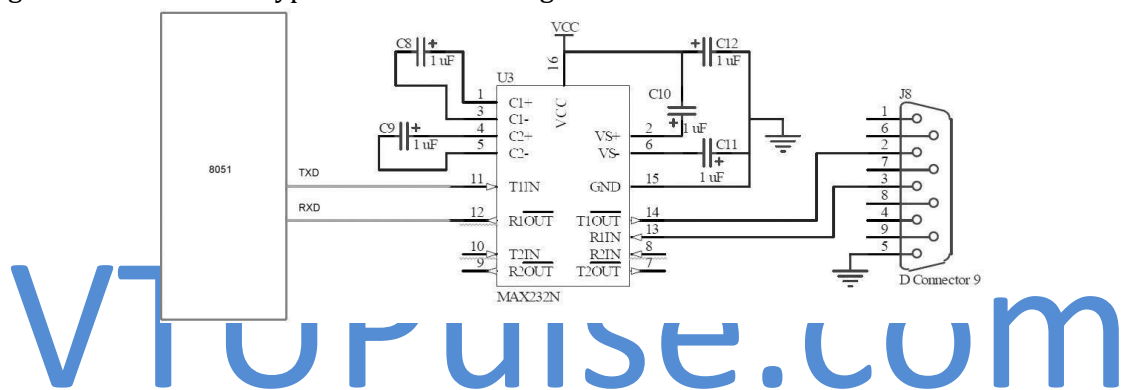 VCC
C8
+
1 uF
+
C12
1 uF
16
U3
C10
J8
1
C1+
VCC
+
1 uF
1
3
C1-
6
C9
+
1 uF
4
C2+
VS+
2
2
5
C2-
VS-
6
C11
7
8051
+
1 uF
TXD
11
T1IN
GND
15
3
8
RXD
12
R1OUT
T1OUT
14
4
R1IN
13
9
10
T2IN
R2IN
8
5
9
R2OUT
T2OUT
7
D Connector 9
MAX232N
VTUPulse.com